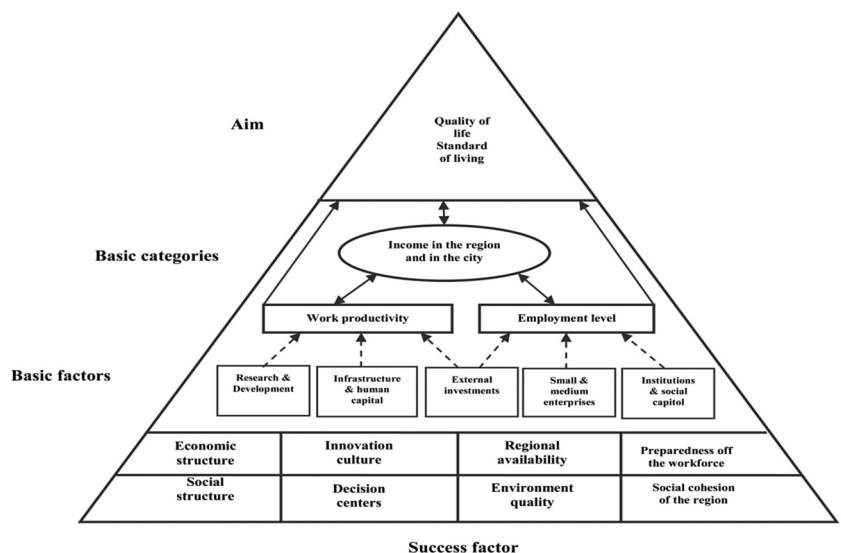 Aim
Quality of
life
Standard
of living
Basic categories
Income in the region
and in the city
Work productivity
Employment level
Basic factors
Research &
Development
Infrastructure
& human
capital
External
investments
Small &
medium
enterprises
Institutions
& social
capitol
Economic
structure
Innovation
culture
Regional
availability
Preparedness off
the workforce
Social
structure
Decision
centers
Environment
quality
Social cohesion
of the region
Success factor